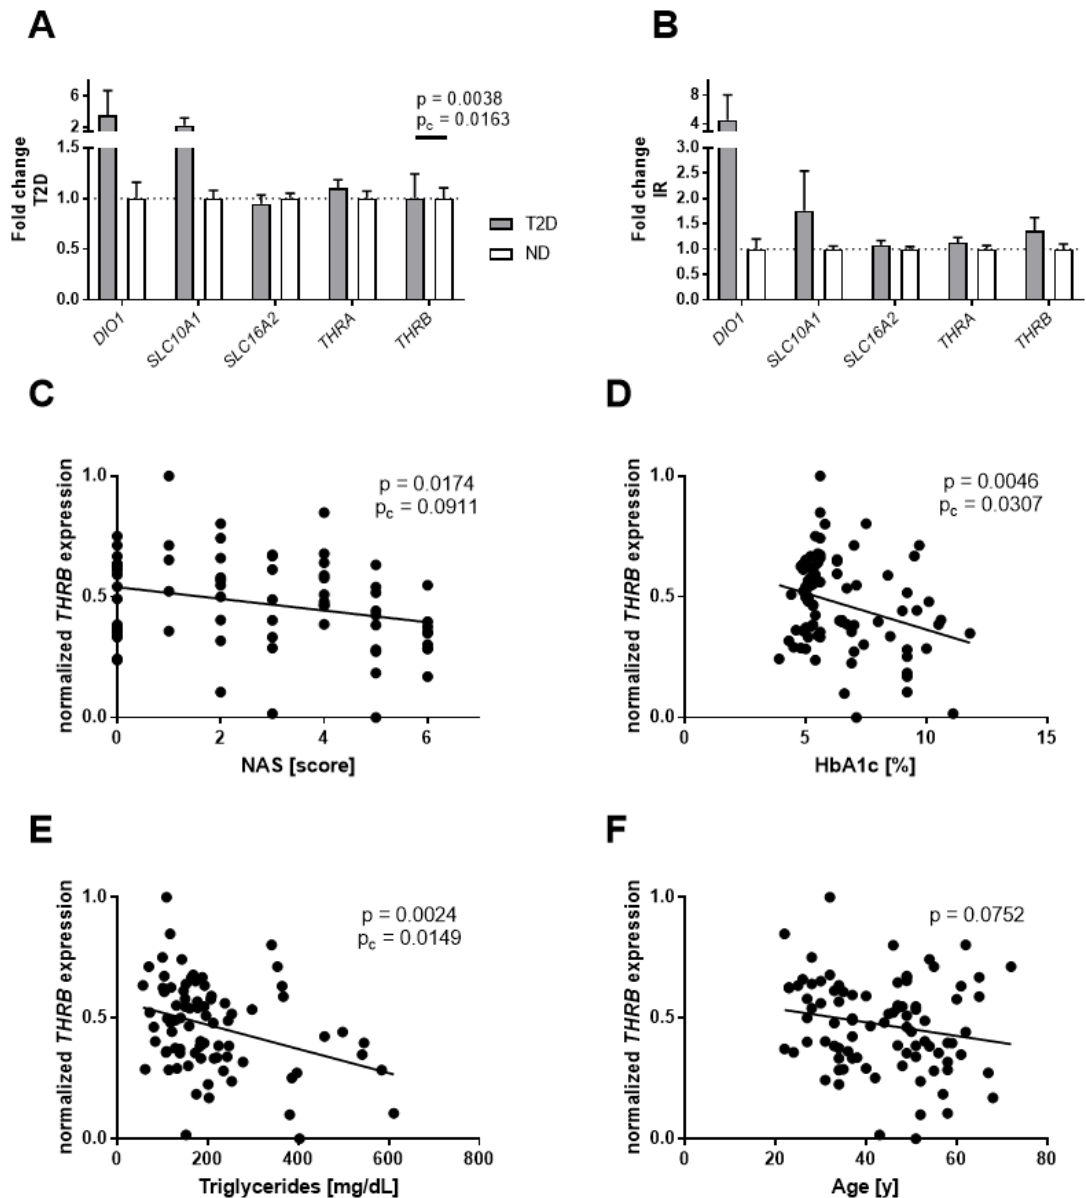 A
Fold change
T2D
6
2
1.5
1.0
0.5
0.0
p = 0.0038
pc = 0.0163
T2D
ND
DIO1
SLC10A1
SLC16A2
THRA
THRB
B
Fold change
IR
8
4
3.0
2.5
2.0
1.5
1.0
0.5
0.0
DIO1
SLC10A1
SLC16A2
THRA
THRB
C
normalized THRB expression
1.0
0.5
0.0
p = 0.0174
pc = 0.0911
0 2 4 6
NAS [score]
D
normalized THRB expression
1.0
0.5
0.0
p = 0.0046
pc = 0.0307
0 5 10 15
HbA1c [%]
E
normalized THRB expression
1.0
0.5
0.0
p = 0.0024
pc = 0.0149
0 200 400 600 800
Triglycerides [mg/dL]
F
normalized THRB expression
1.0
0.5
0.0
p = 0.0752
0 20 40 60 80
Age [y]